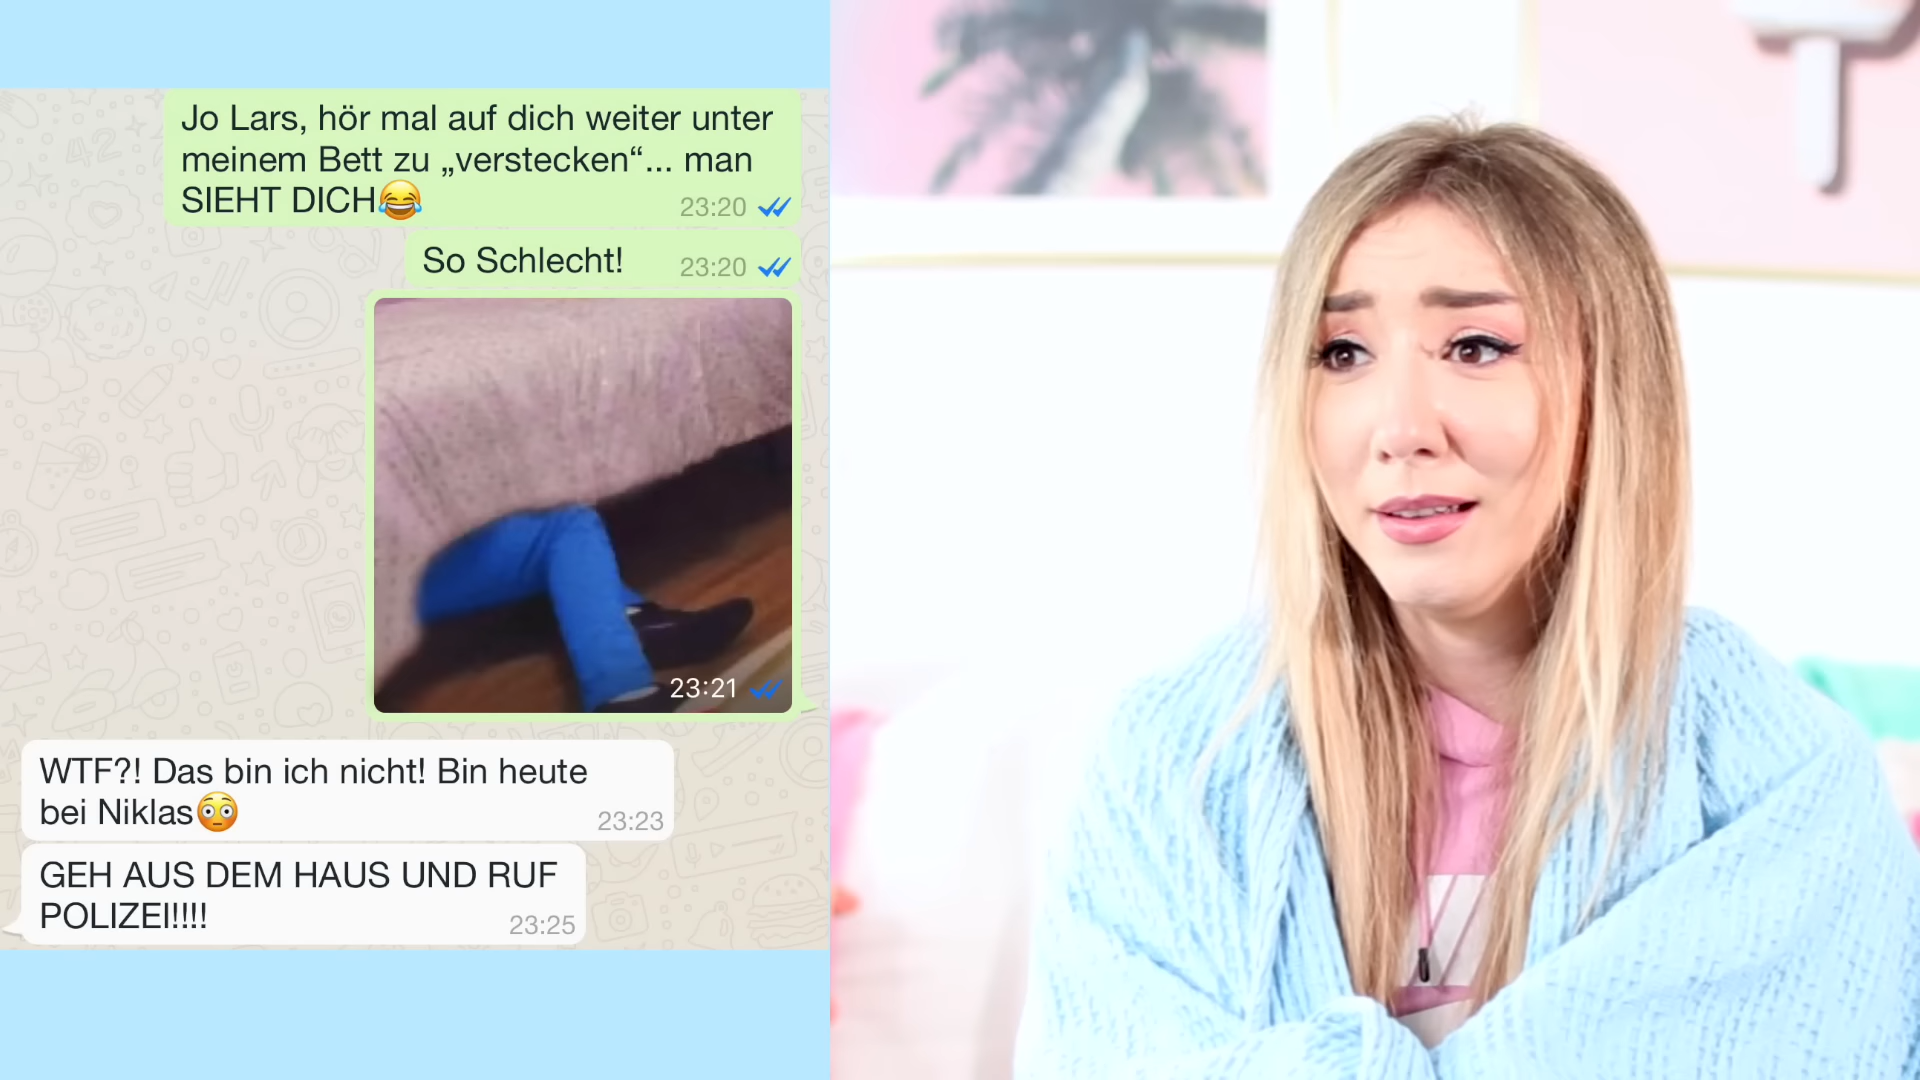 Jo Lars, hör mal auf dich weiter unter
meinem Bett zu „verstecken“... man
SIEHT DICH😂
23:20
So Schlecht!
23:20
23:21
WTF?! Das bin ich nicht! Bin heute
bei Niklas😳
23:23
GEH AUS DEM HAUS UND RUF
POLIZEI!!!!
23:25